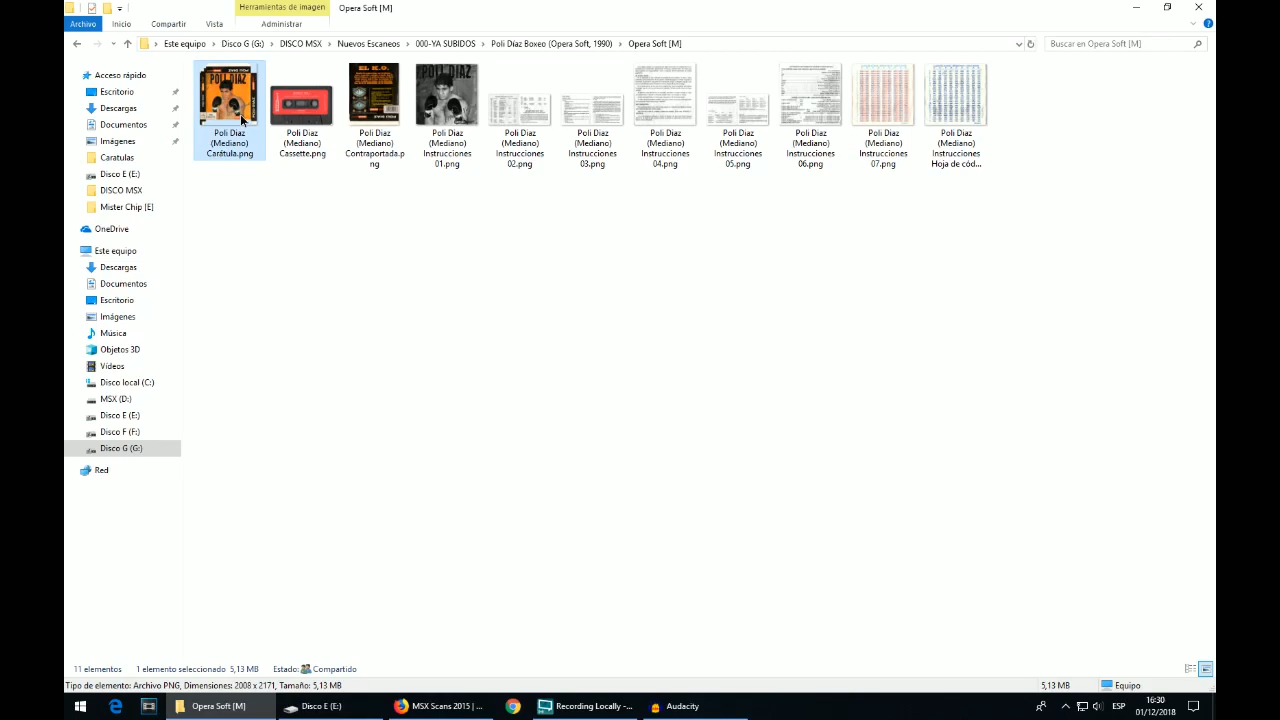 Herramientas de imagen
Opera Soft [M]
Archivo
Inicio
Compartir
Vista
Administrar
Este equipo
Disco G (G:)
DISCO MSX
Nuevos Escaneos
000-YA SUBIDOS
Poli Díaz Boxeo (Opera Soft, 1990)
Opera Soft [M]
Buscar en Opera Soft [M]
Acceso rápido
Escritorio
Descargas
Documentos
Imágenes
Caratulas
Disco E (E:)
DISCO MSX
Mister Chip [E]
OneDrive
Este equipo
Descargas
Documentos
Escritorio
Imágenes
Música
Objetos 3D
Vídeos
Disco local (C:)
MSX (D:)
Disco E (E:)
Disco F (F:)
Disco G (G:)
Red
POLI DIAZ
EL K.O.
POLI DIAZ
Poli Diaz
(Mediano)
Carátula.png
Poli Diaz
(Mediano)
Cassette.png
Poli Diaz
(Mediano)
Contraportada.p
ng
Poli Diaz
(Mediano)
Instrucciones
01.png
Poli Diaz
(Mediano)
Instrucciones
02.png
Poli Diaz
(Mediano)
Instrucciones
03.png
Poli Diaz
(Mediano)
Instrucciones
04.png
Poli Diaz
(Mediano)
Instrucciones
05.png
Poli Diaz
(Mediano)
Instrucciones
06.png
Poli Diaz
(Mediano)
Instrucciones
07.png
Poli Diaz
(Mediano)
Instrucciones
Hoja de cód...
11 elementos
1 elemento seleccionado 5,13 MB
Estado: Compartido
Tipo de elemento: Archivo PNG, Dimensiones: 2008 x 2171, Tamaño: 5,13 MB
5,13 MB
Equipo
Opera Soft [M]
Disco E (E:)
MSX Scans 2015 | ...
Recording Locally -...
Audacity
ESP
16:30
01/12/2018